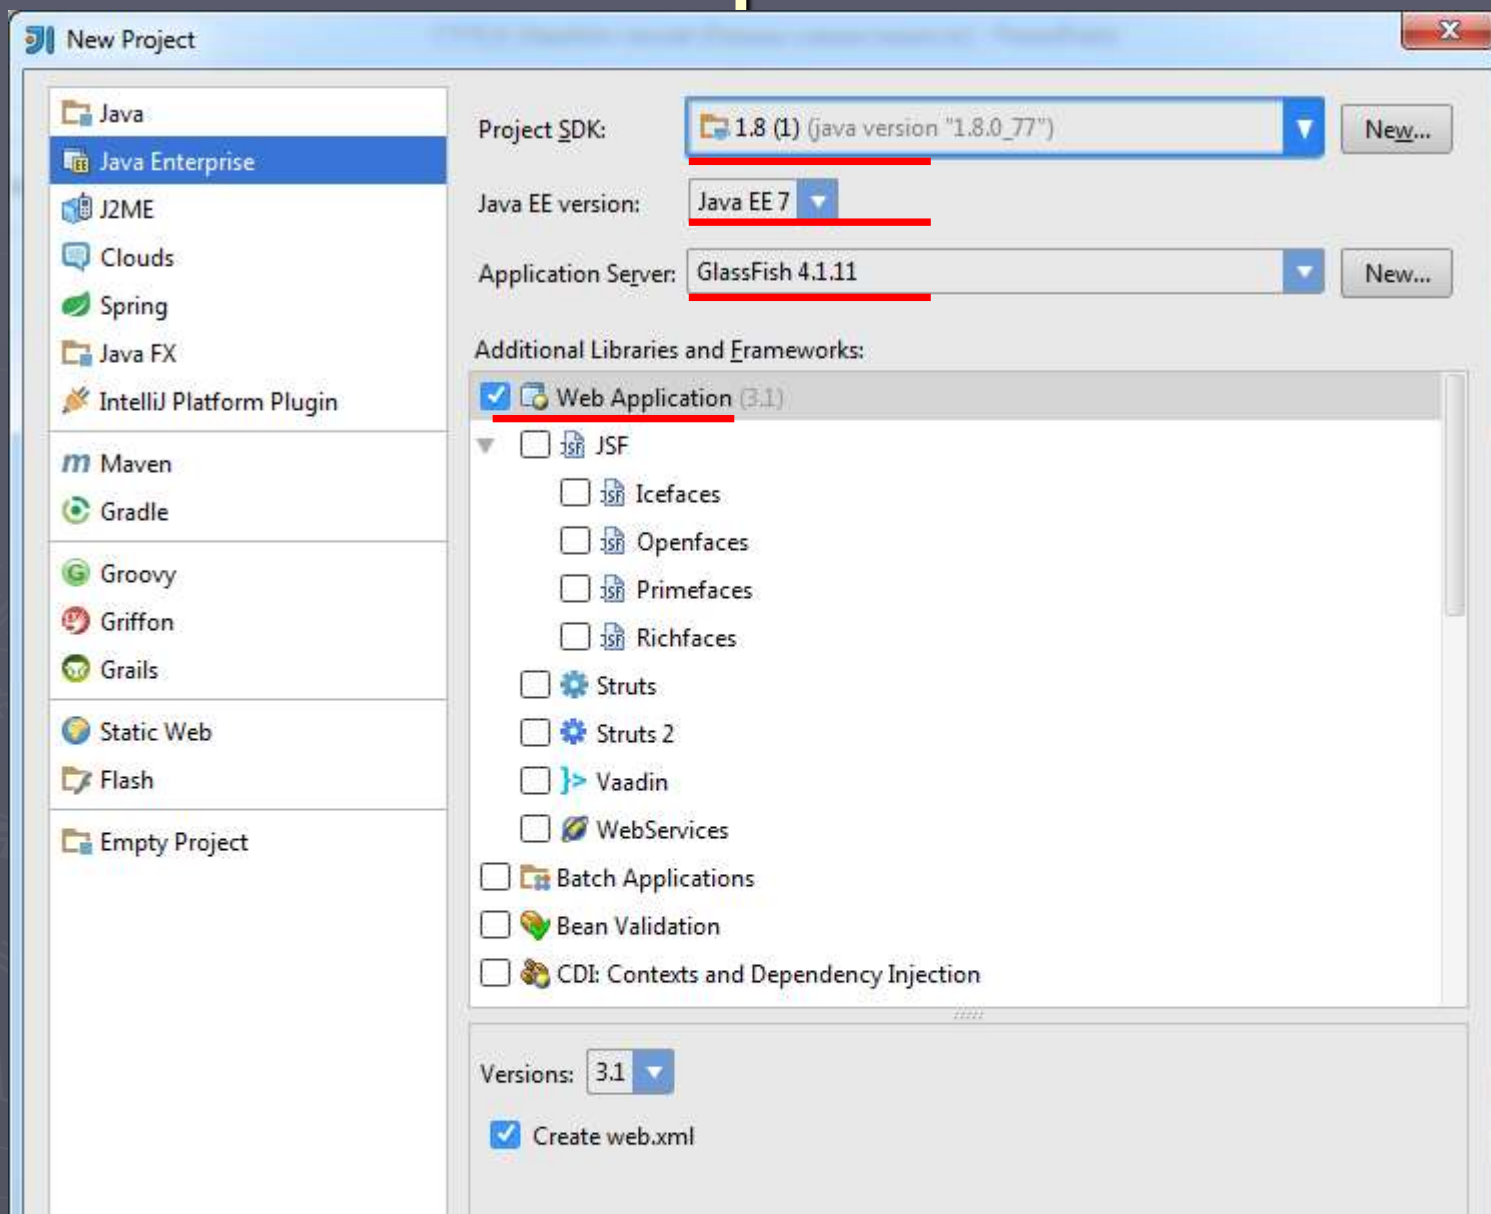 New Project
Java
Java Enterprise
J2ME
Clouds
Spring
Java FX
IntelliJ Platform Plugin
Maven
Gradle
Groovy
Griffon
Grails
Static Web
Flash
Empty Project
Project SDK: 1.8 (1) (java version "1.8.0_77") New...
Java EE version: Java EE 7
Application Server: GlassFish 4.1.11 New...
Additional Libraries and Frameworks:
Web Application (3.1)
JSF
Icefaces
Openfaces
Primefaces
Richfaces
Struts
Struts 2
Vaadin
WebServices
Batch Applications
Bean Validation
CDI: Contexts and Dependency Injection
Versions: 3.1
Create web.xml